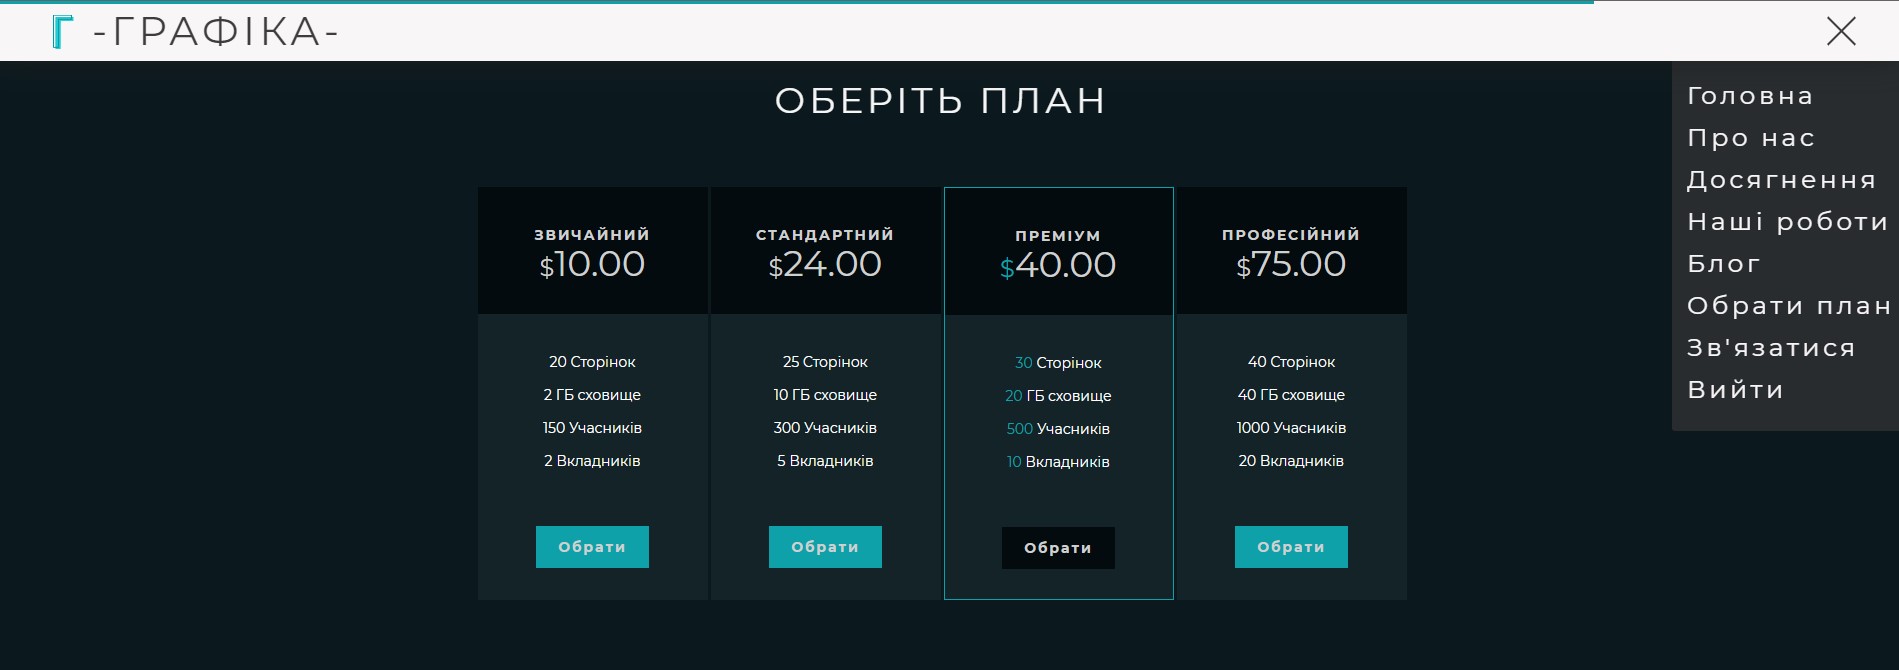 Г -ГРАФІКА-
ОБЕРІТЬ ПЛАН
ЗВИЧАЙНИЙ
$10.00
20 Сторінок
2 ГБ сховище
150 Учасників
2 Вкладників
Обрати
СТАНДАРТНИЙ
$24.00
25 Сторінок
10 ГБ сховище
300 Учасників
5 Вкладників
Обрати
ПРЕМІУМ
$40.00
30 Сторінок
20 ГБ сховище
500 Учасників
10 Вкладників
Обрати
ПРОФЕСІЙНИЙ
$75.00
40 Сторінок
40 ГБ сховище
1000 Учасників
20 Вкладників
Обрати
Головна
Про нас
Досягнення
Наші роботи
Блог
Обрати план
Зв'язатися
Вийти